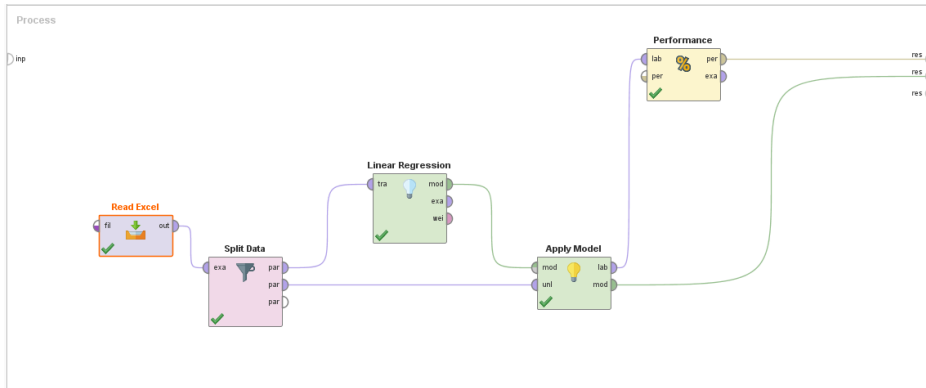 Process
inp
Performance
lab
per
per
exa
res
res
res
Linear Regression
tra
mod
exa
wei
Read Excel
fil
out
Split Data
exa
par
par
par
Apply Model
mod
lab
unl
mod